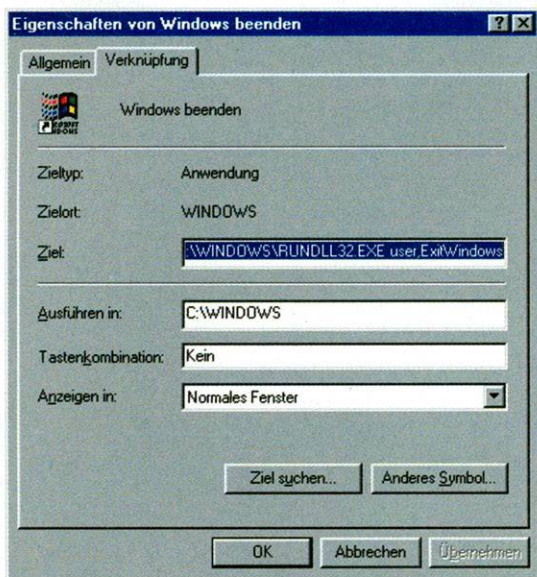 Eigenschaften von Windows beenden
Allgemein Verknüpfung
Windows beenden
Zieltyp: Anwendung
Zielort: WINDOWS
Ziel: :\WINDOWS\RUNDLL32.EXE user,ExitWindows
Ausführen in: C:\WINDOWS
Tastenkombination: Kein
Anzeigen in: Normales Fenster
Ziel suchen... Anderes Symbol...
OK Abbrechen Übernehmen